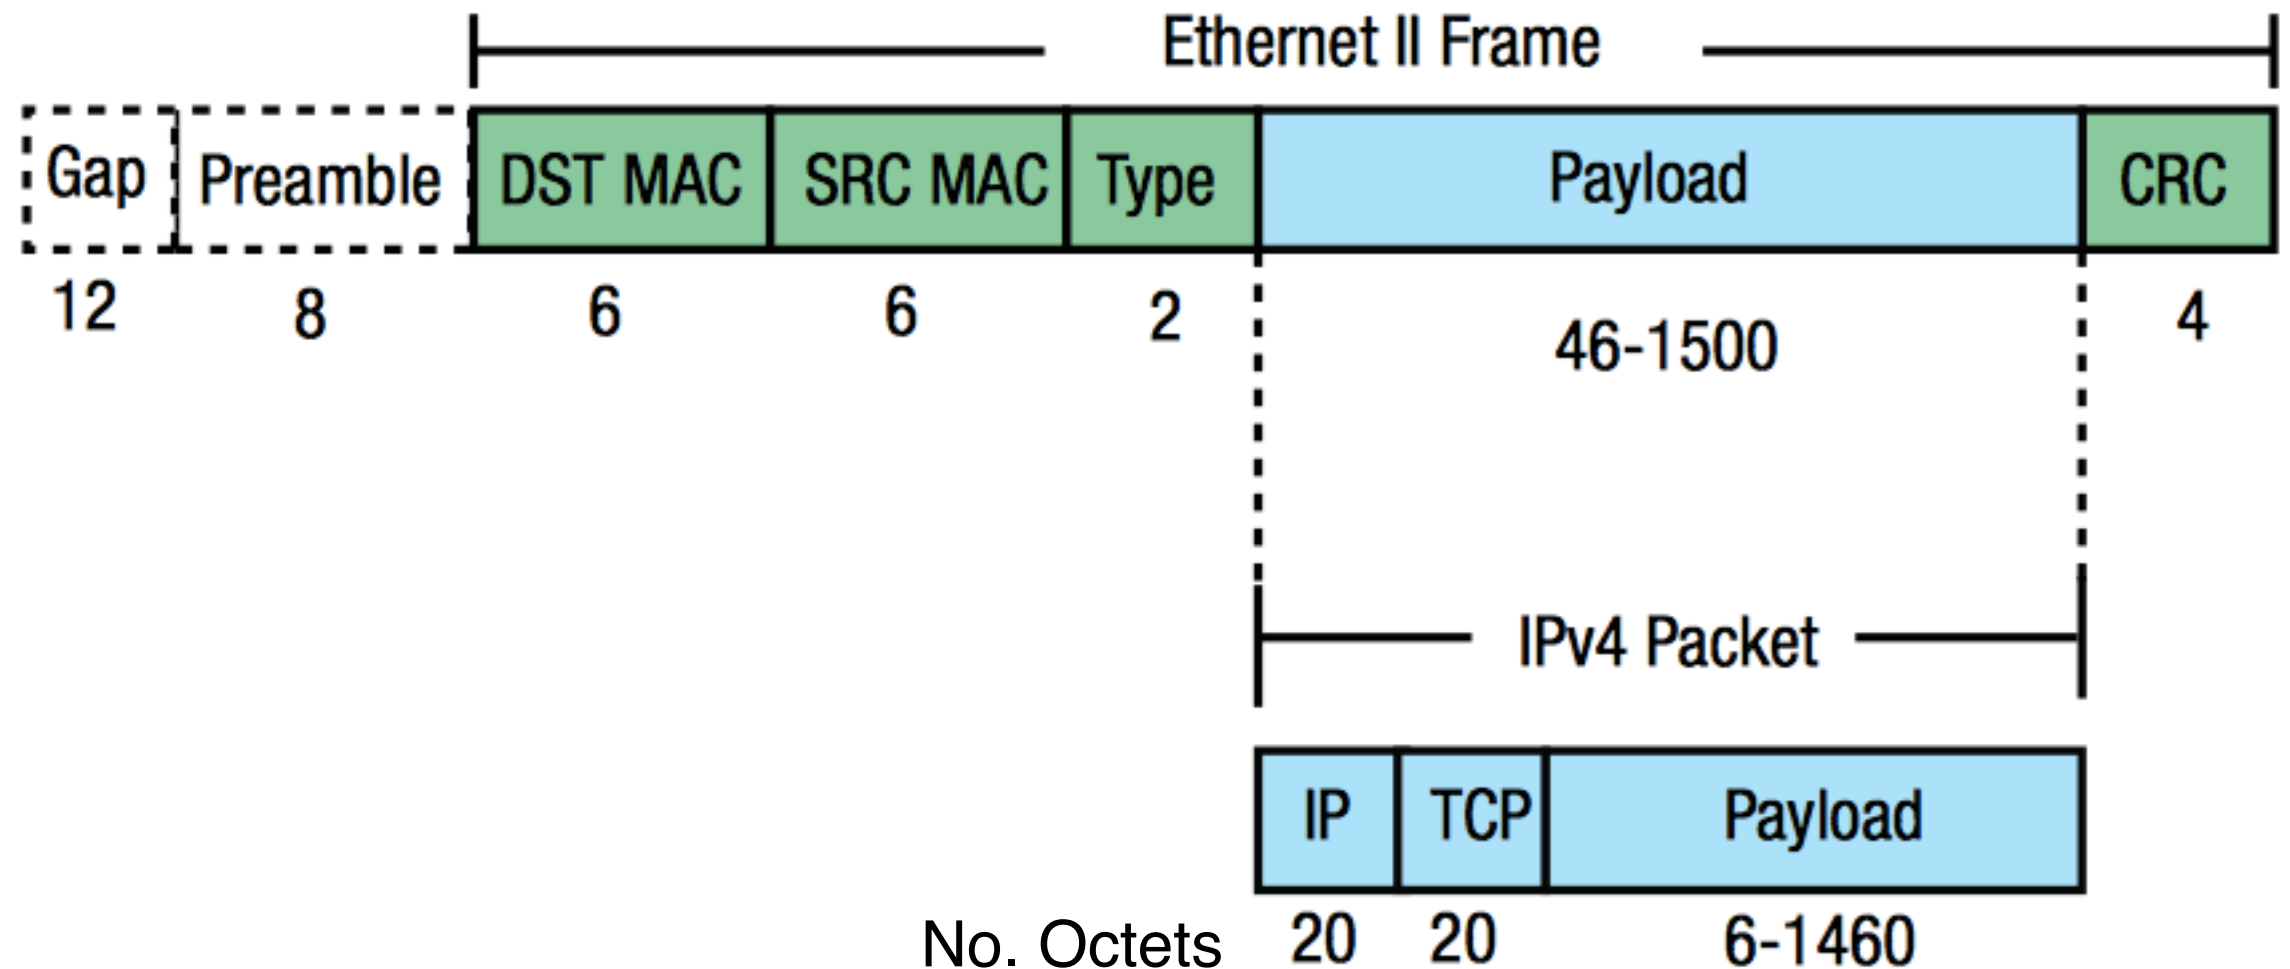 Ethernet II Frame
Gap Preamble DST MAC SRC MAC Type Payload CRC
12 8 6 6 2 46-1500 4
IPv4 Packet
IP TCP Payload
No. Octets 20 20 6-1460